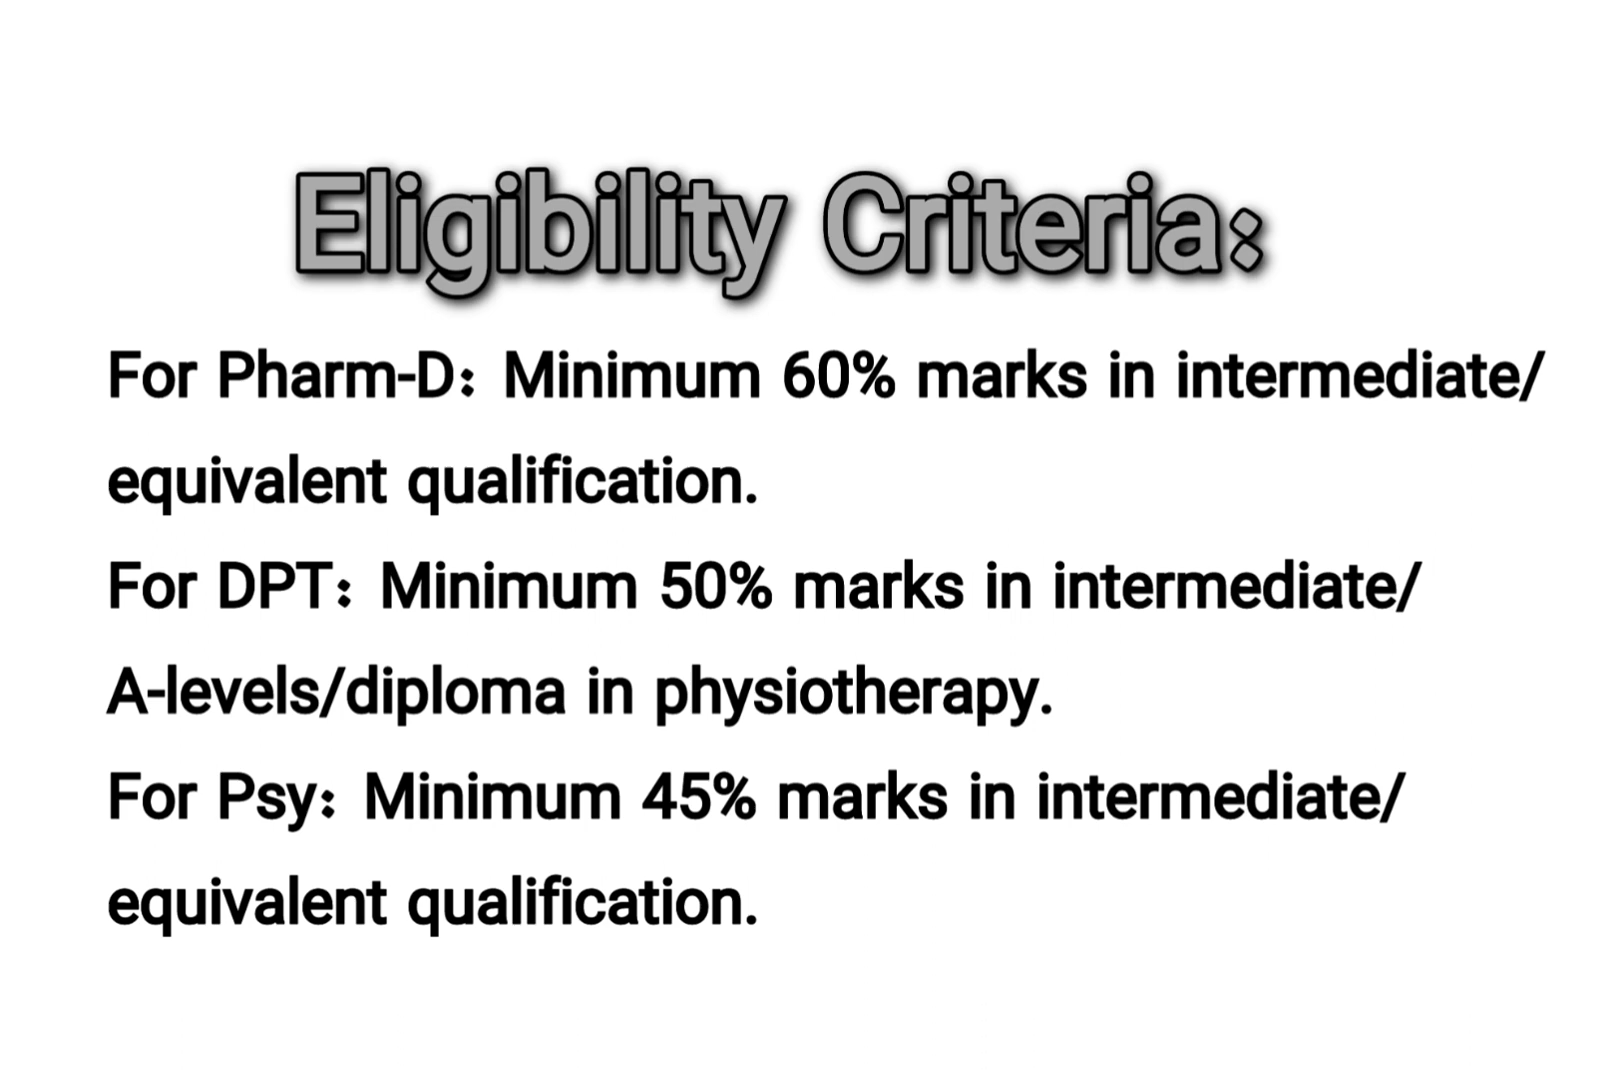 Eligibility Criteria:
For Pharm-D: Minimum 60% marks in intermediate/
equivalent qualification.
For DPT: Minimum 50% marks in intermediate/
A-levels/diploma in physiotherapy.
For Psy: Minimum 45% marks in intermediate/
equivalent qualification.